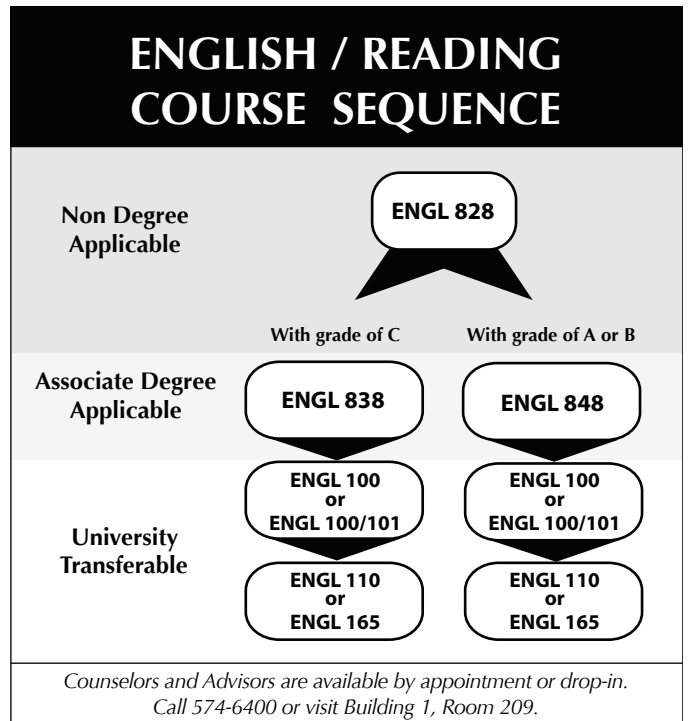 ENGLISH / READING
COURSE SEQUENCE
Non Degree
Applicable
ENGL 828
With grade of C
With grade of A or B
Associate Degree
Applicable
ENGL 838
ENGL 848
University
Transferable
ENGL 100
or
ENGL 100/101
ENGL 100
or
ENGL 100/101
ENGL 110
or
ENGL 165
ENGL 110
or
ENGL 165
Counselors and Advisors are available by appointment or drop-in.
Call 574-6400 or visit Building 1, Room 209.